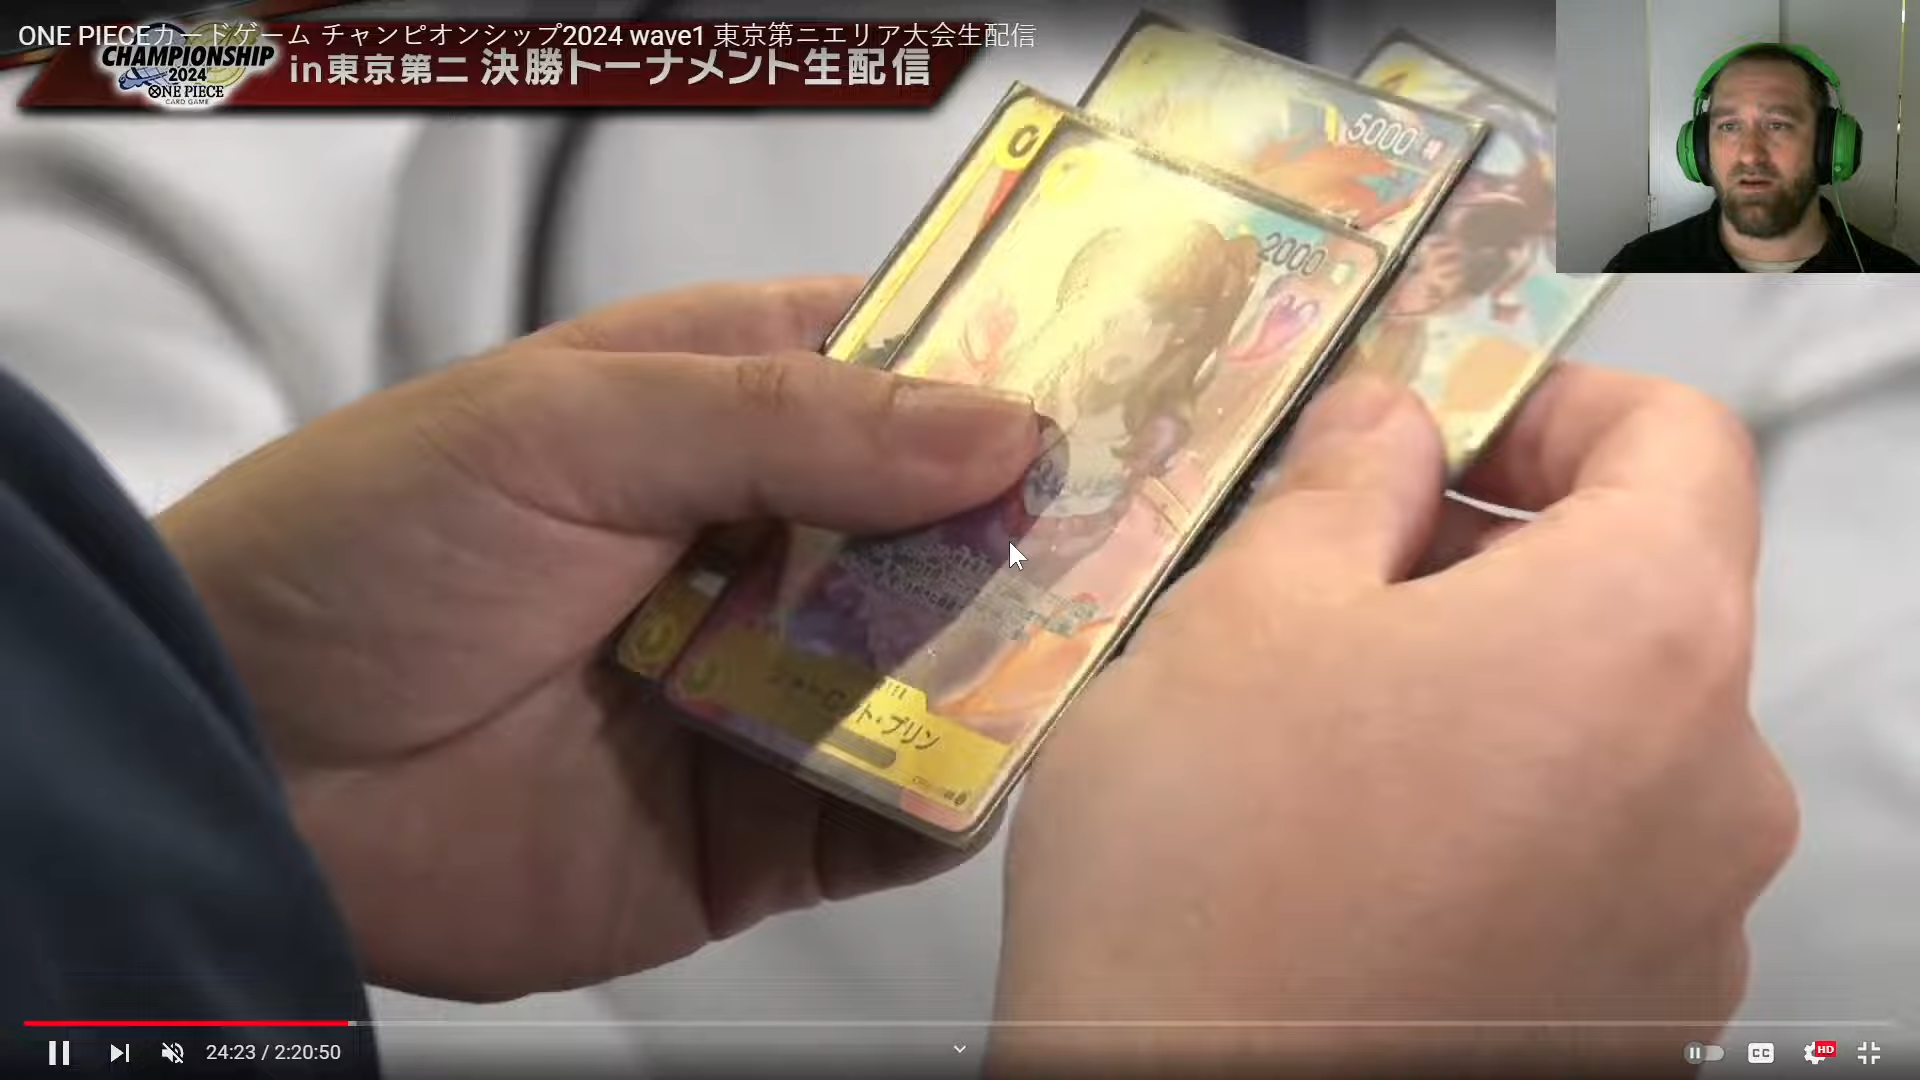 ONE PIECEカードゲーム チャンピオンシップ2024 wave1 東京第二エリア大会生配信
CHAMPIONSHIP
2024
ONE PIECE
CARD GAME
in東京第二 決勝トーナメント生配信
5000
0
2000
ト・プリン
24:23 / 2:20:50
CC
HD